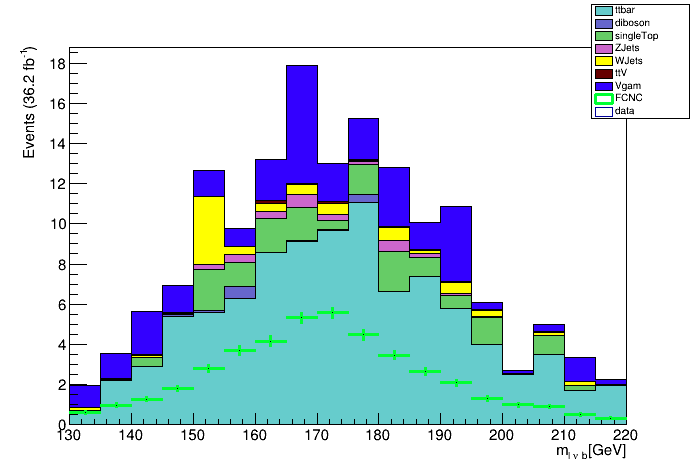 ttbar
diboson
singleTop
ZJets
WJets
ttV
Vgam
FCNC
data
Events (36.2 fb⁻¹)
18
16
14
12
10
8
6
4
2
0
130 140 150 160 170 180 190 200 210 220
m_{l ν b}[GeV]